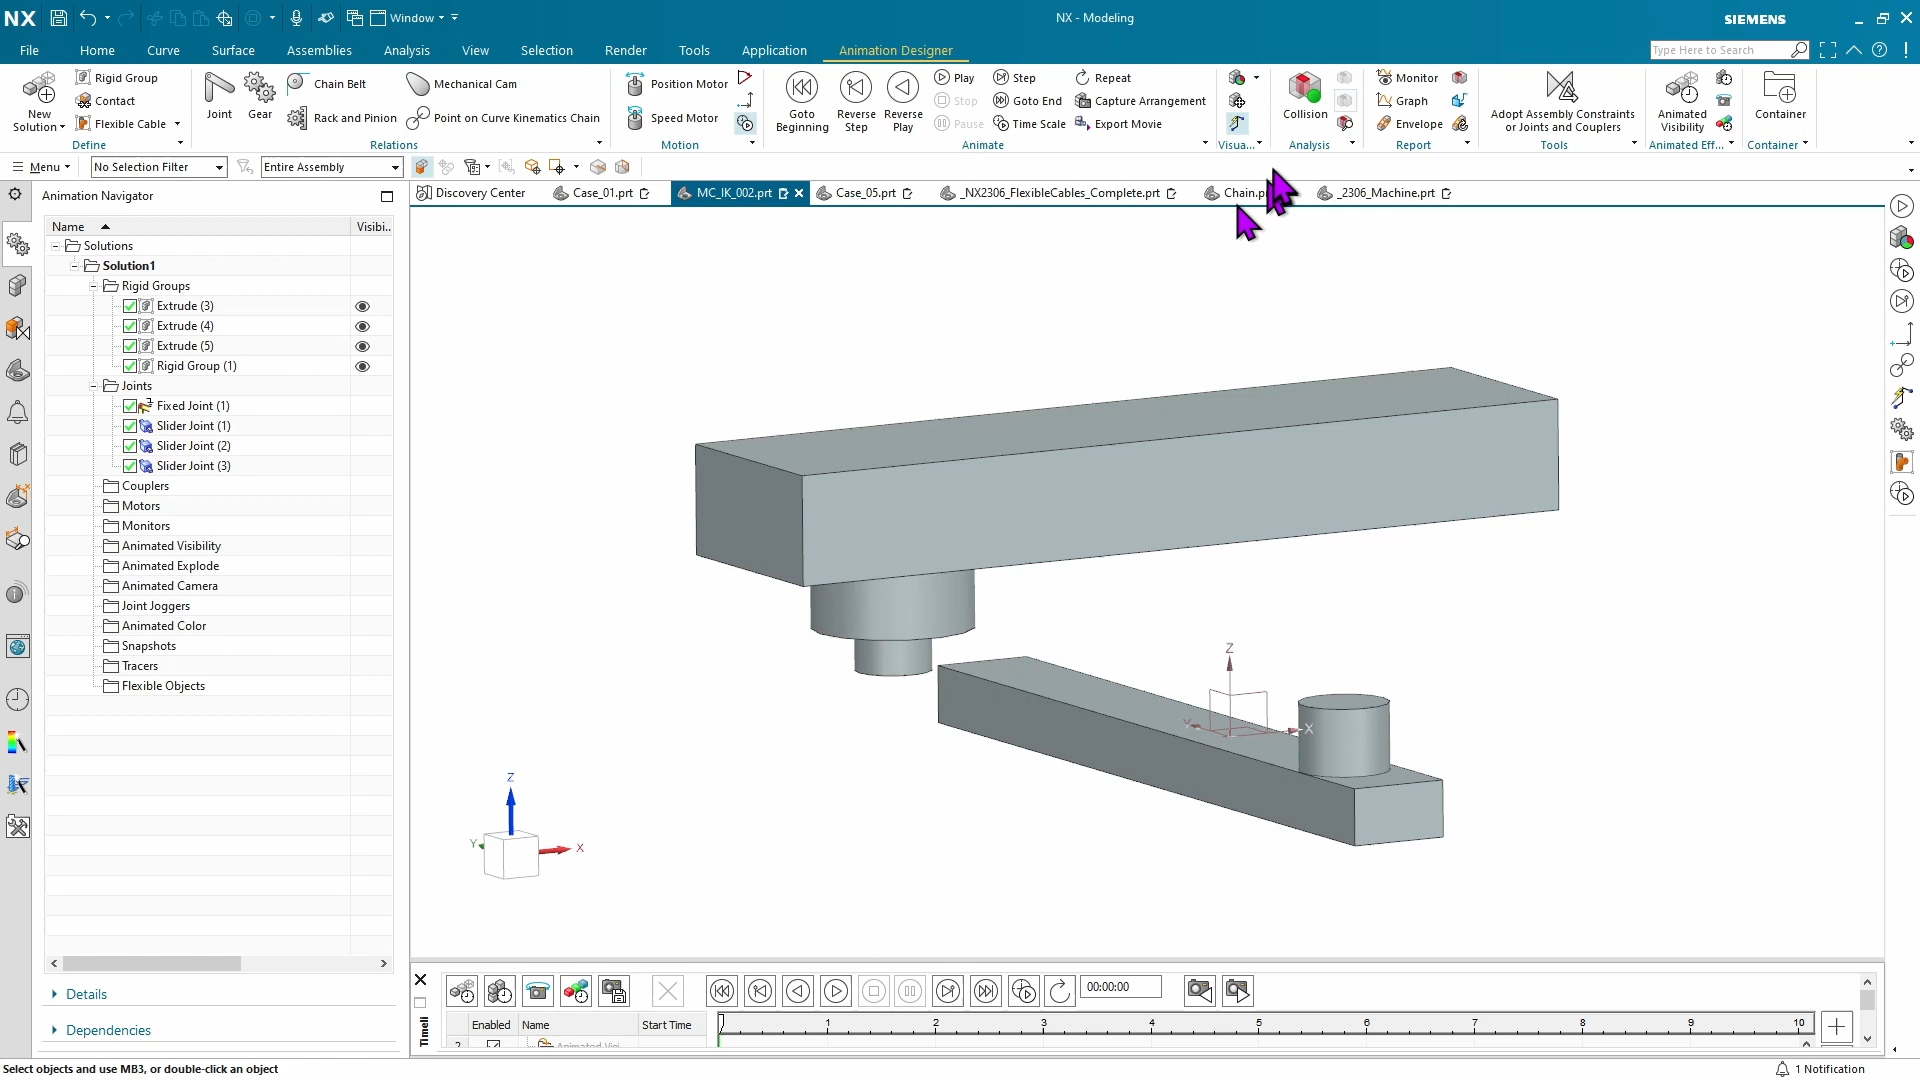 NX
Window
NX - Modeling
SIEMENS
File
Home
Curve
Surface
Assemblies
Analysis
View
Selection
Render
Tools
Application
Animation Designer
Type Here to Search
New
Solution
Rigid Group
Contact
Flexible Cable
Define
Joint
Gear
Chain Belt
Rack and Pinion
Mechanical Cam
Point on Curve Kinematics Chain
Relations
Position Motor
Speed Motor
Motion
Goto
Beginning
Reverse
Step
Reverse
Play
Play
Stop
Pause
Step
Goto End
Time Scale
Repeat
Capture Arrangement
Export Movie
Animate
Visua...
Collision
Analysis
Monitor
Graph
Envelope
Report
Adopt Assembly Constraints
or Joints and Couplers
Tools
Animated
Visibility
Animated Eff...
Container
Container
Menu
No Selection Filter
Entire Assembly
Animation Navigator
Discovery Center
Case_01.prt
MC_IK_002.prt
Case_05.prt
_NX2306_FlexibleCables_Complete.prt
_2306_Machine.prt
Name
Visibi..
Solutions
Solution1
Rigid Groups
Extrude (3)
Extrude (4)
Extrude (5)
Rigid Group (1)
Joints
Fixed Joint (1)
Slider Joint (1)
Slider Joint (2)
Slider Joint (3)
Couplers
Motors
Monitors
Animated Visibility
Animated Explode
Animated Camera
Joint Joggers
Animated Color
Snapshots
Tracers
Flexible Objects
Z
Y
X
Z
Y
X
Details
Dependencies
00:00:00
Timeli
Enabled
Name
Start Time
1 2 3 4 5 6 7 8 9 10
Select objects and use MB3, or double-click an object
1 Notification